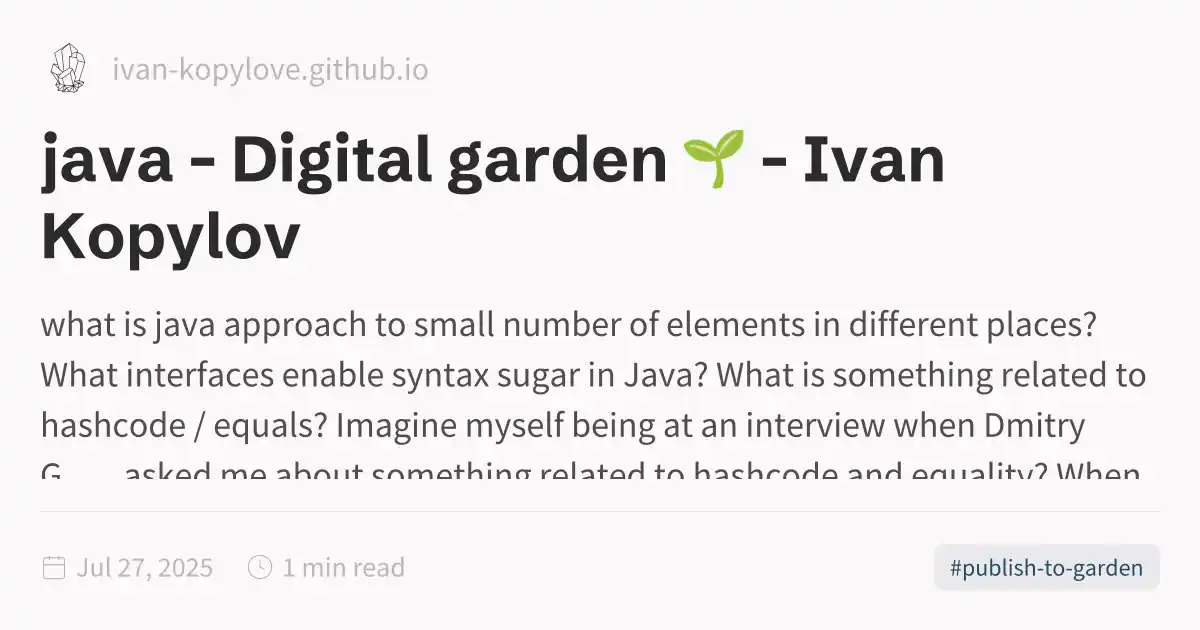 ivan-kopylove.github.io
java - Digital garden 🌱 - Ivan
Kopylov
what is java approach to small number of elements in different places?
What interfaces enable syntax sugar in Java? What is something related to
hashcode / equals? Imagine myself being at an interview when Dmitry
asked me about something related to hashcode and equality? When
Jul 27, 2025
1 min read
#publish-to-garden